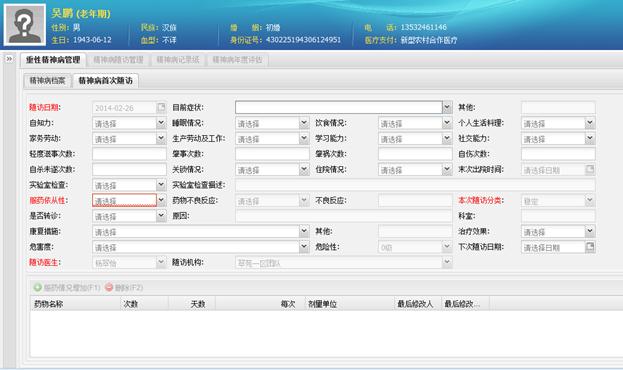 吴鹏 (老年期)
性别: 男 民族: 汉族 婚 姻: 初婚 电 话: 13532461146
生日: 1943-06-12 血型: 不详 身份证号: 430225194306124951 医疗支付: 新型农村合作医疗
重性精神病管理 精神病随访管理 精神病记录纸 精神病年度评估
精神病档案 精神病首次随访
随访日期: 2014-02-26 目前症状: 其他:
自知力: 请选择 睡眠情况: 请选择 饮食情况: 请选择 个人生活料理: 请选择
家务劳动: 请选择 生产劳动及工作: 请选择 学习能力: 请选择 社交能力: 请选择
轻度滋事次数: 肇事次数: 肇祸次数: 自伤次数:
自杀未遂次数: 关锁情况: 请选择 住院情况: 请选择 末次出院时间: 请选择日期
实验室检查: 请选择 实验室检查描述:
服药依从性: 请选择 药物不良反应: 请选择 不良反应: 本次随访分类: 稳定
是否转诊: 请选择 原因: 科室:
康复措施: 请选择 其他: 治疗效果: 请选择
危害度: 请选择 危险性: 0级 下次随访日期: 请选择日期
随访医生: 杨翠怡 随访机构: 翠苑一区团队
服药情况增加(F1) 删除(F2)
药物名称 次数 天数 每次 剂量单位 最后修改人 最后修改...